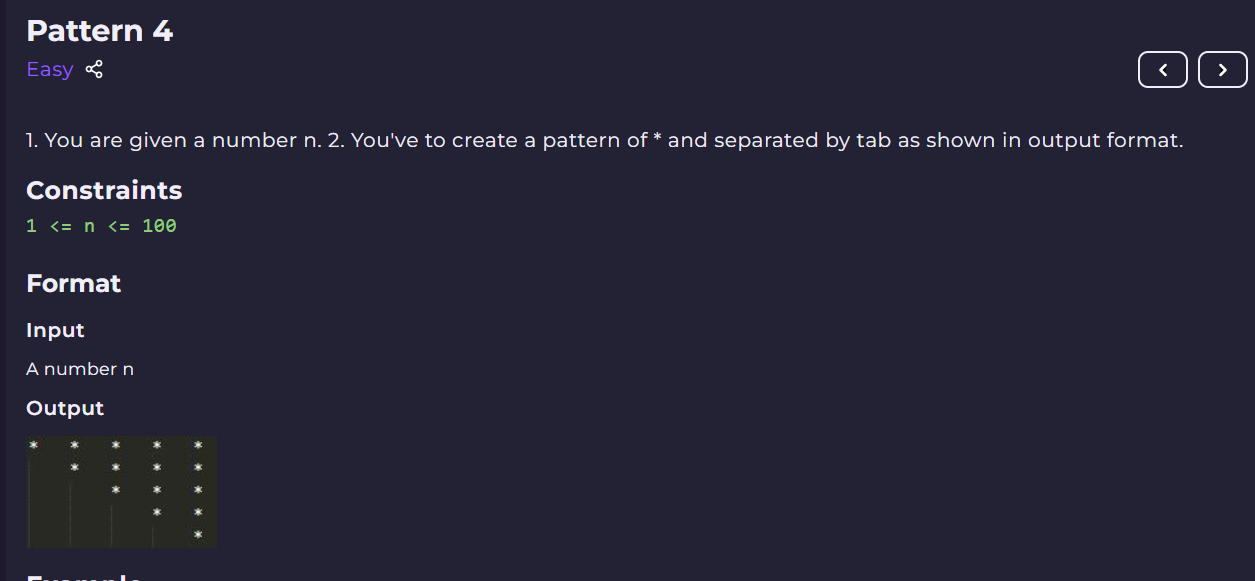 Pattern 4
Easy
1. You are given a number n. 2. You've to create a pattern of * and separated by tab as shown in output format.
Constraints
1 <= n <= 100
Format
Input
A number n
Output
* * * * *
* * * *
* * *
* *
*
Example